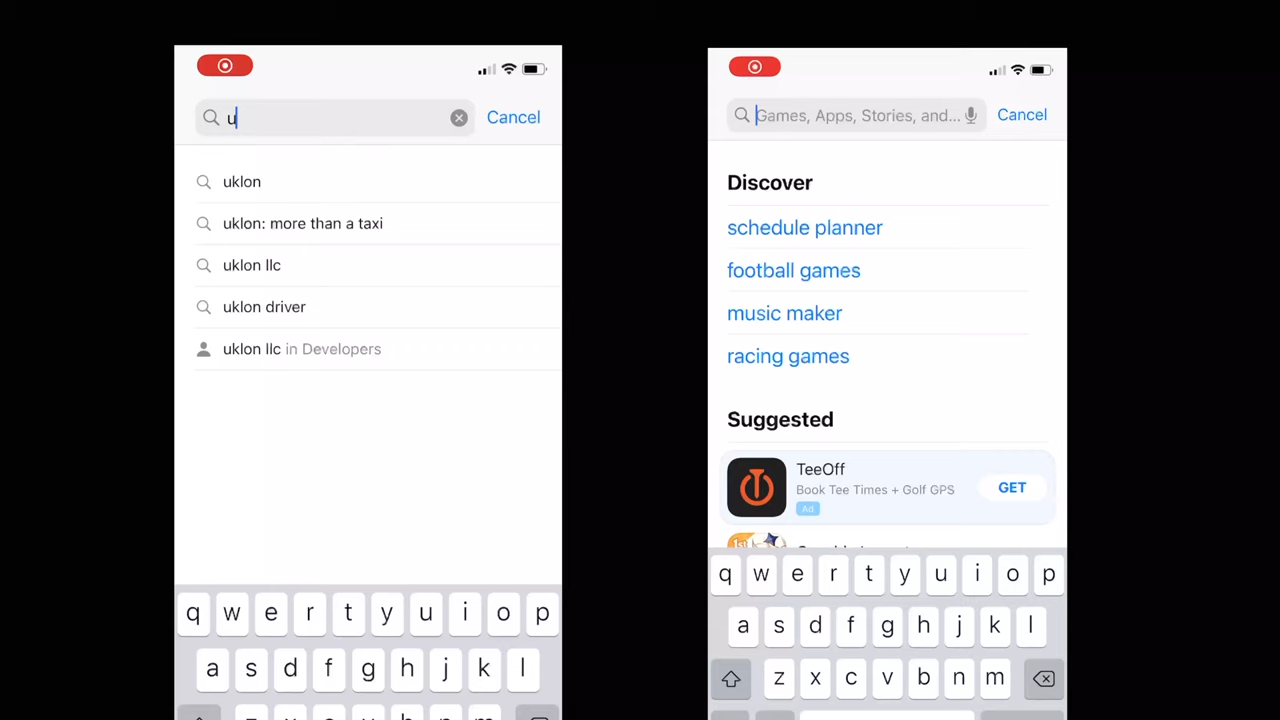 u
Cancel
uklon
uklon: more than a taxi
uklon llc
uklon driver
uklon llc in Developers
q w e r t y u i o p
a s d f g h j k l
Games, Apps, Stories, and...
Cancel
Discover
schedule planner
football games
music maker
racing games
Suggested
TeeOff
Book Tee Times + Golf GPS
GET
Ad
1st
q w e r t y u i o p
a s d f g h j k l
z x c v b n m